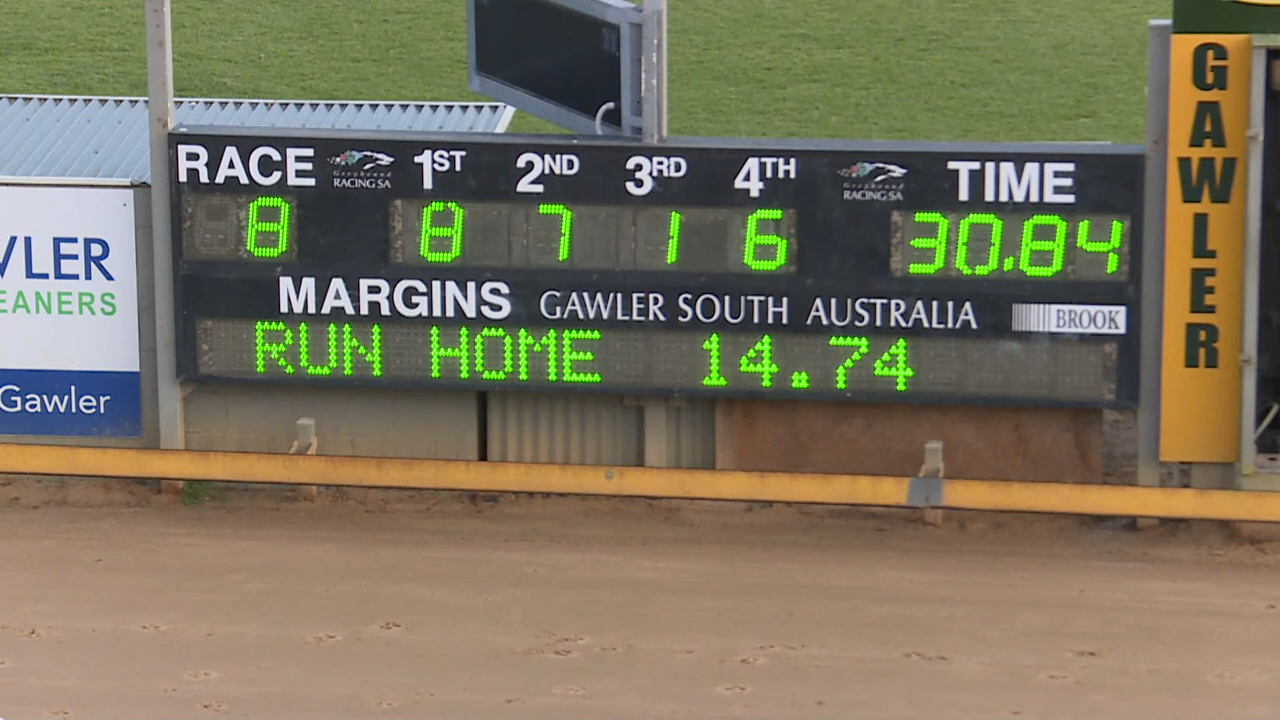 RACE Greyhound RACING SA 1ST 2ND 3RD 4TH Greyhound RACING SA TIME
8 8 7 1 6 30.84
MARGINS GAWLER SOUTH AUSTRALIA BROOK
RUN HOME 14.74
GAWLER
WLER
EANERS
Gawler